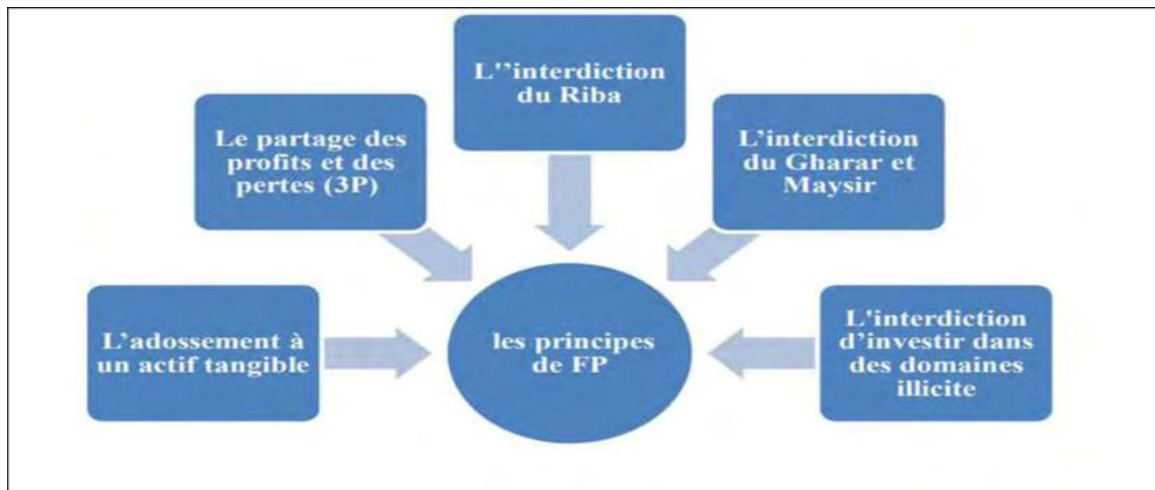 L'’interdiction
du Riba
Le partage des
profits et des
pertes (3P)
L’interdiction
du Gharar et
Maysir
L’adossement à
un actif tangible
les principes
de FP
L'interdiction
d’investir dans
des domaines
illicite